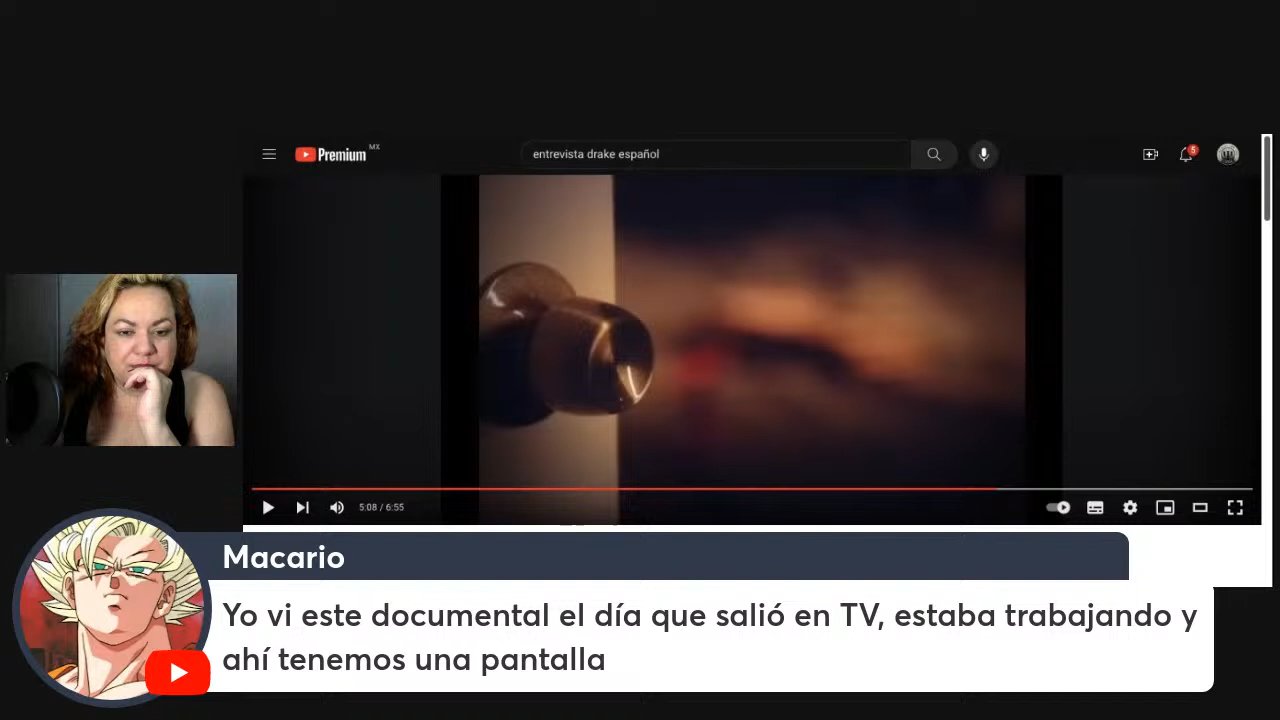 Premium MX
entrevista drake español
5
5:08 / 6:55
Macario
Yo vi este documental el día que salió en TV, estaba trabajando y
ahí tenemos una pantalla